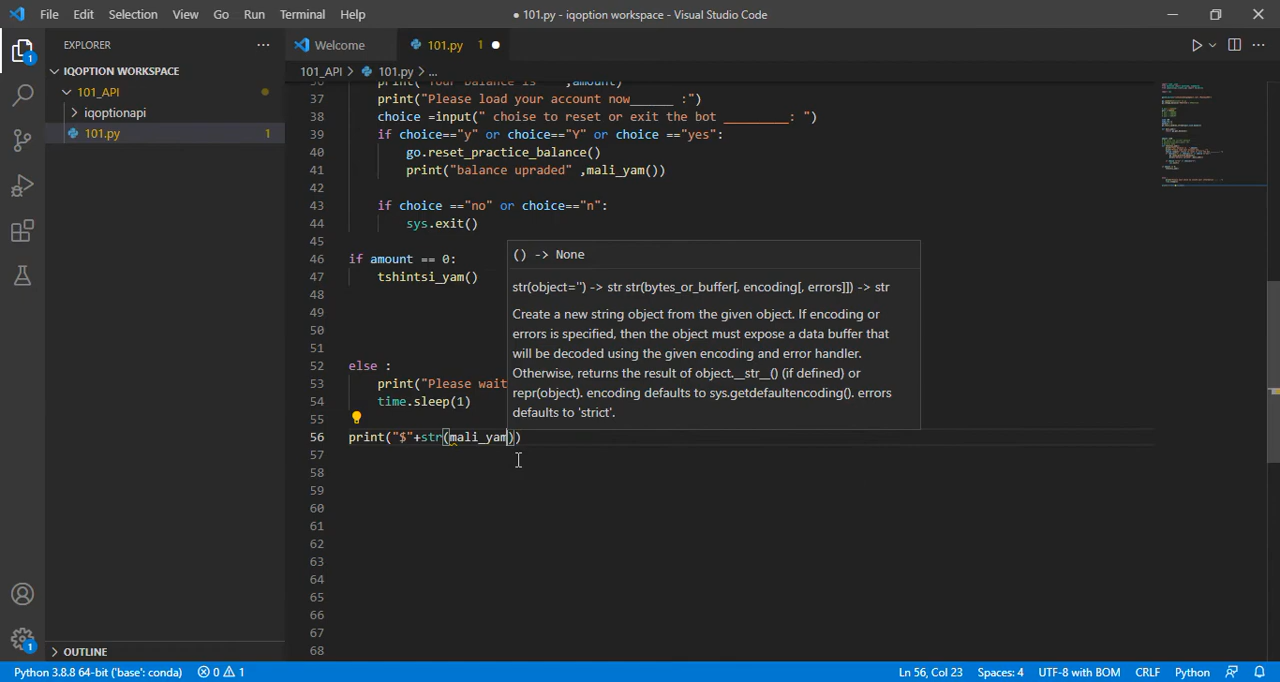 File Edit Selection View Go Run Terminal Help
● 101.py - iqoption workspace - Visual Studio Code
EXPLORER
Welcome
101.py 1
IQOPTION WORKSPACE
101_API > 101.py > ...
101_API
iqoptionapi
101.py 1
1
37 print("Please load your account now______ :")
38 choice =input(" choise to reset or exit the bot _________: ")
39 if choice=="y" or choice=="Y" or choice =="yes":
40 go.reset_practice_balance()
41 print("balance upraded" ,mali_yam())
42
43 if choice =="no" or choice=="n":
44 sys.exit()
45
46 if amount == 0:
47 tshintsi_yam()
48
49
50
51
52 else :
53 print("Please wait
54 time.sleep(1)
55
56 print("$"+str(mali_yam))
57
58
59
60
61
62
63
64
65
66
67
68
() -> None
str(object='') -> str str(bytes_or_buffer[, encoding[, errors]]) -> str
Create a new string object from the given object. If encoding or
errors is specified, then the object must expose a data buffer that
will be decoded using the given encoding and error handler.
Otherwise, returns the result of object.__str__() (if defined) or
repr(object). encoding defaults to sys.getdefaultencoding(). errors
defaults to 'strict'.
OUTLINE
1
Python 3.8.8 64-bit ('base': conda) 0 1
Ln 56, Col 23 Spaces: 4 UTF-8 with BOM CRLF Python